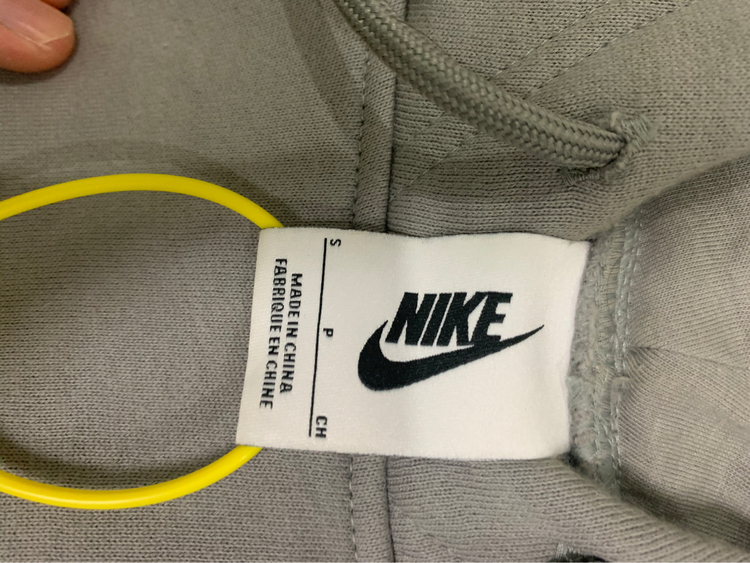 NIKE
S P CH
MADE IN CHINA
FABRIQUE EN CHINE